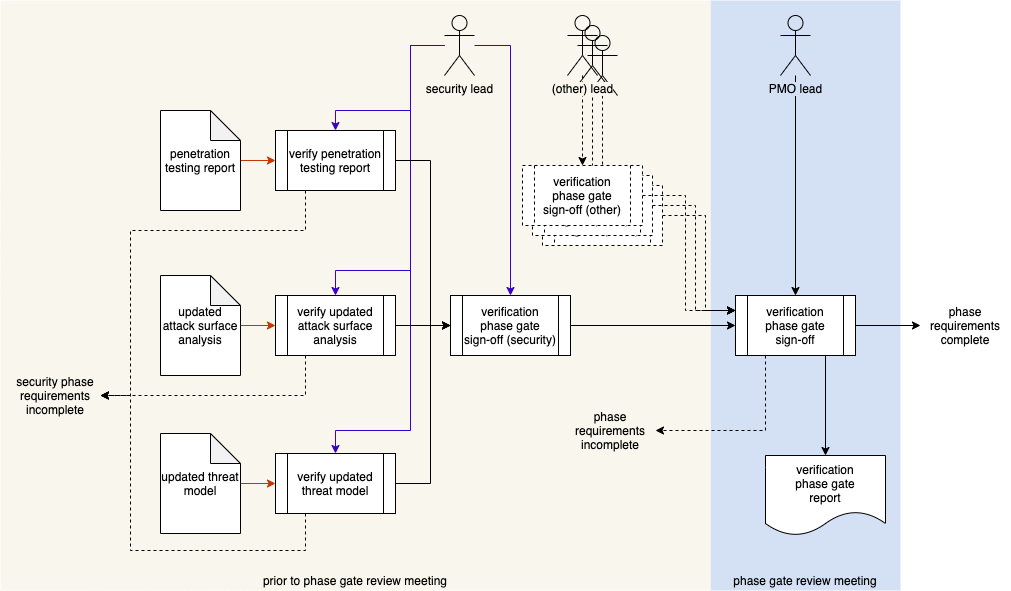 security lead
(other) lead
PMO lead
penetration
testing report
verify penetration
testing report
verification
phase gate
sign-off (other)
updated
attack surface
analysis
verify updated
attack surface
analysis
verification
phase gate
sign-off (security)
verification
phase gate
sign-off
phase
requirements
complete
security phase
requirements
incomplete
phase
requirements
incomplete
updated threat
model
verify updated
threat model
verification
phase gate
report
prior to phase gate review meeting
phase gate review meeting